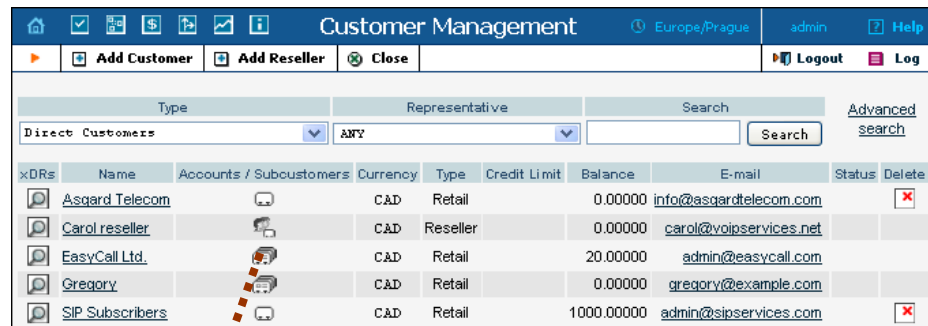 Customer Management Europe/Prague admin ? Help
Add Customer Add Reseller Close Logout Log
Type Representative Search Advanced search
Direct Customers ANY Search
xDRs Name Accounts / Subcustomers Currency Type Credit Limit Balance E-mail Status Delete
Asgard Telecom CAD Retail 0.00000 info@asgardtelecom.com
Carol reseller CAD Reseller 0.00000 carol@voipservices.net
EasyCall Ltd. CAD Retail 20.00000 admin@easycall.com
Gregory CAD Retail 0.00000 gregory@example.com
SIP Subscribers CAD Retail 1000.00000 admin@sipservices.com